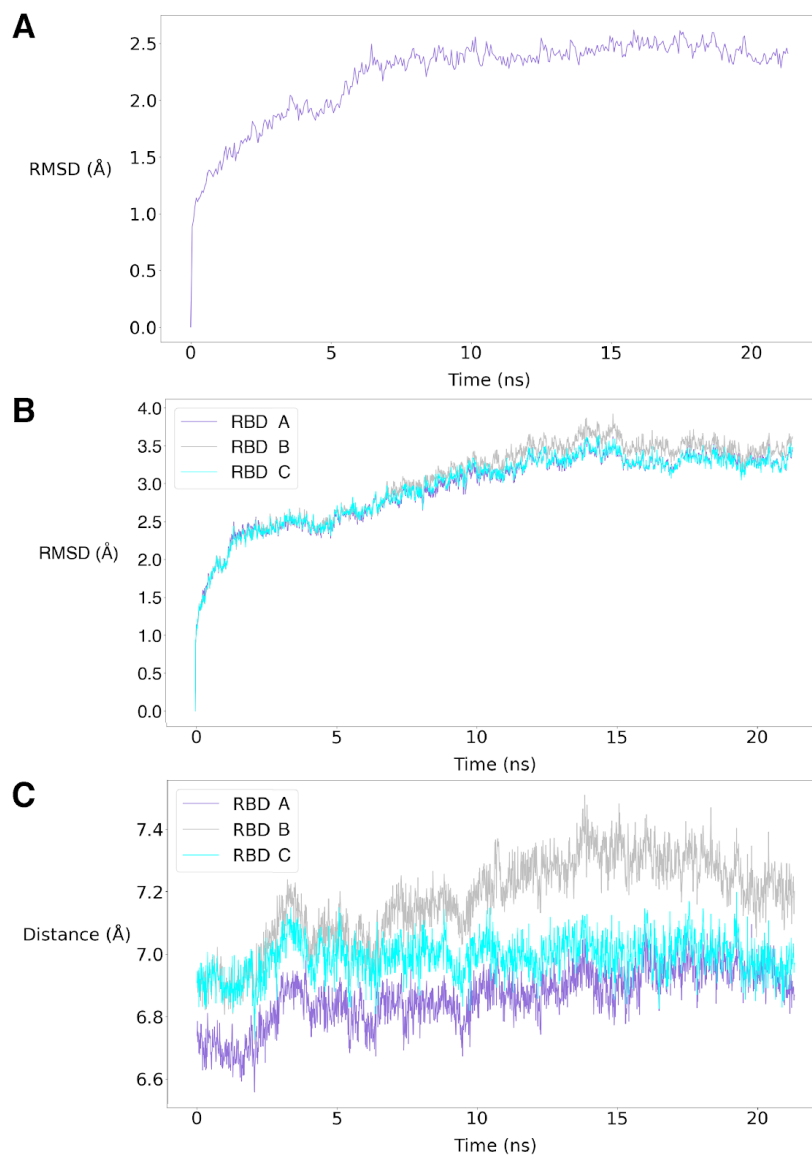 A
2.5
2.0
1.5
RMSD (Å)
1.0
0.5
0.0
0 5 10 15 20
Time (ns)
B
4.0
RBD A
3.5
RBD B
3.0
RBD C
2.5
RMSD (Å)
2.0
1.5
1.0
0.5
0.0
0 5 10 15 20
Time (ns)
C
RBD A
7.4
RBD B
RBD C
7.2
Distance (Å)
7.0
6.8
6.6
0 5 10 15 20
Time (ns)